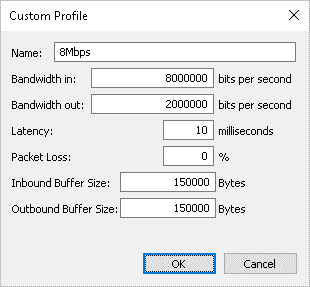 Custom Profile
Name: 8Mbps
Bandwidth in: 8000000 bits per second
Bandwidth out: 2000000 bits per second
Latency: 10 milliseconds
Packet Loss: 0 %
Inbound Buffer Size: 150000 Bytes
Outbound Buffer Size: 150000 Bytes
OK Cancel